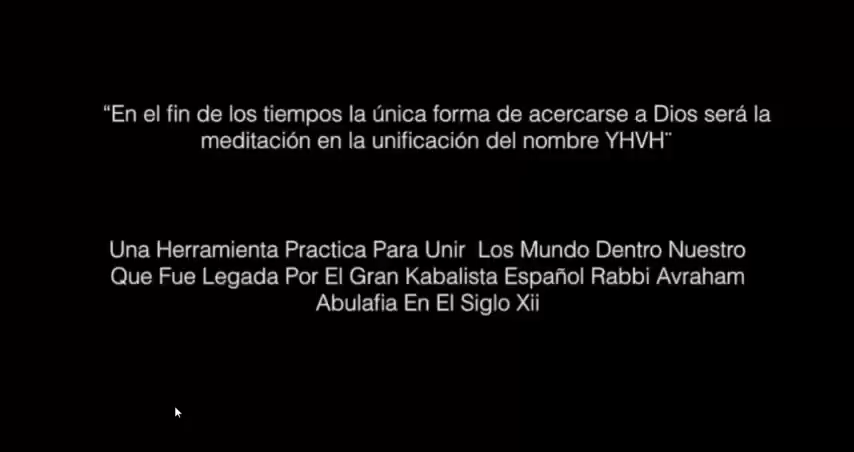 “En el fin de los tiempos la única forma de acercarse a Dios será la
meditación en la unificación del nombre YHVH¨
Una Herramienta Practica Para Unir  Los Mundo Dentro Nuestro
Que Fue Legada Por El Gran Kabalista Español Rabbi Avraham
Abulafia En El Siglo Xii